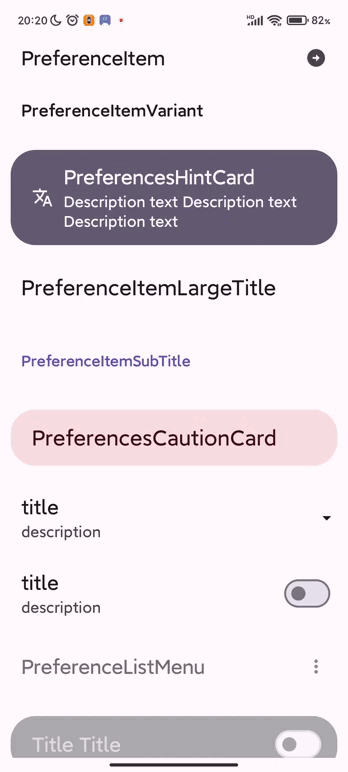 20:20 HD 82%
PreferenceItem
PreferenceItemVariant
PreferencesHintCard
Description text Description text
Description text
PreferenceItemLargeTitle
PreferenceItemSubTitle
PreferencesCautionCard
title
description
title
description
PreferenceListMenu
Title Title